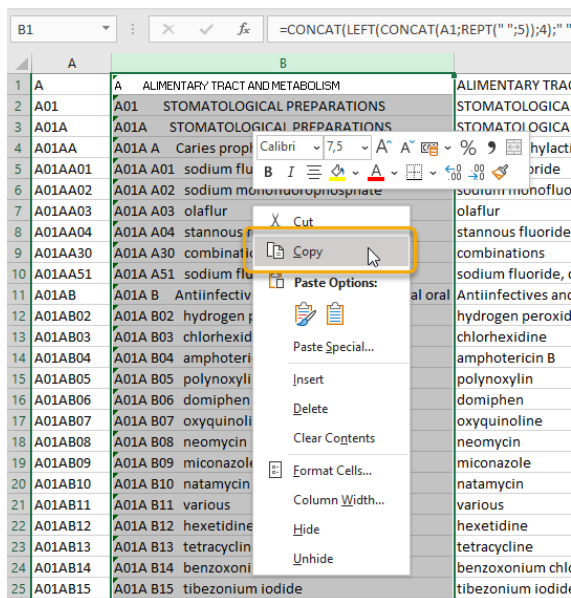 B1 fx =CONCAT(LEFT(CONCAT(A1;REPT(" ";5));4);" "
A B
1 A A ALIMENTARY TRACT AND METABOLISM ALIMENTARY TRAC
2 A01 A01 STOMATOLOGICAL PREPARATIONS STOMATOLOGICA
3 A01A A01A STOMATOLOGICAL PREPARATIONS STOMATOLOGICA
Calibri 7,5 A A % 9
4 A01AA A01A A Caries proph hylacti
B I A
5 A01AA01 A01A A01 sodium flu oride
6 A01AA02 A01A A02 sodium monofluorophosphate sodium monofluo
7 A01AA03 A01A A03 olaflur olaflur
Cut
8 A01AA04 A01A A04 stannous stannous fluoride
Copy
9 A01AA30 A01A A30 combinatio combinations
10 A01AA51 A01A A51 sodium flu sodium fluoride, c
Paste Options:
11 A01AB A01A B Antiinfectiv al oral Antiinfectives and
12 A01AB02 A01A B02 hydrogen p hydrogen peroxid
13 A01AB03 A01A B03 chlorhexid chlorhexidine
Paste Special...
14 A01AB04 A01A B04 amphoteri amphotericin B
15 A01AB05 A01A B05 polynoxyli polynoxylin
Insert
16 A01AB06 A01A B06 domiphen domiphen
Delete
17 A01AB07 A01A B07 oxyquinoli oxyquinoline
18 A01AB08 A01A B08 neomycin neomycin
Clear Contents
19 A01AB09 A01A B09 miconazole miconazole
Format Cells...
20 A01AB10 A01A B10 natamycin natamycin
21 A01AB11 A01A B11 various various
Column Width...
22 A01AB12 A01A B12 hexetidine hexetidine
Hide
23 A01AB13 A01A B13 tetracyclin tetracycline
Unhide
24 A01AB14 A01A B14 benzoxoni benzoxonium chlo
25 A01AB15 A01A B15 tibezonium iodide tibezonium iodide